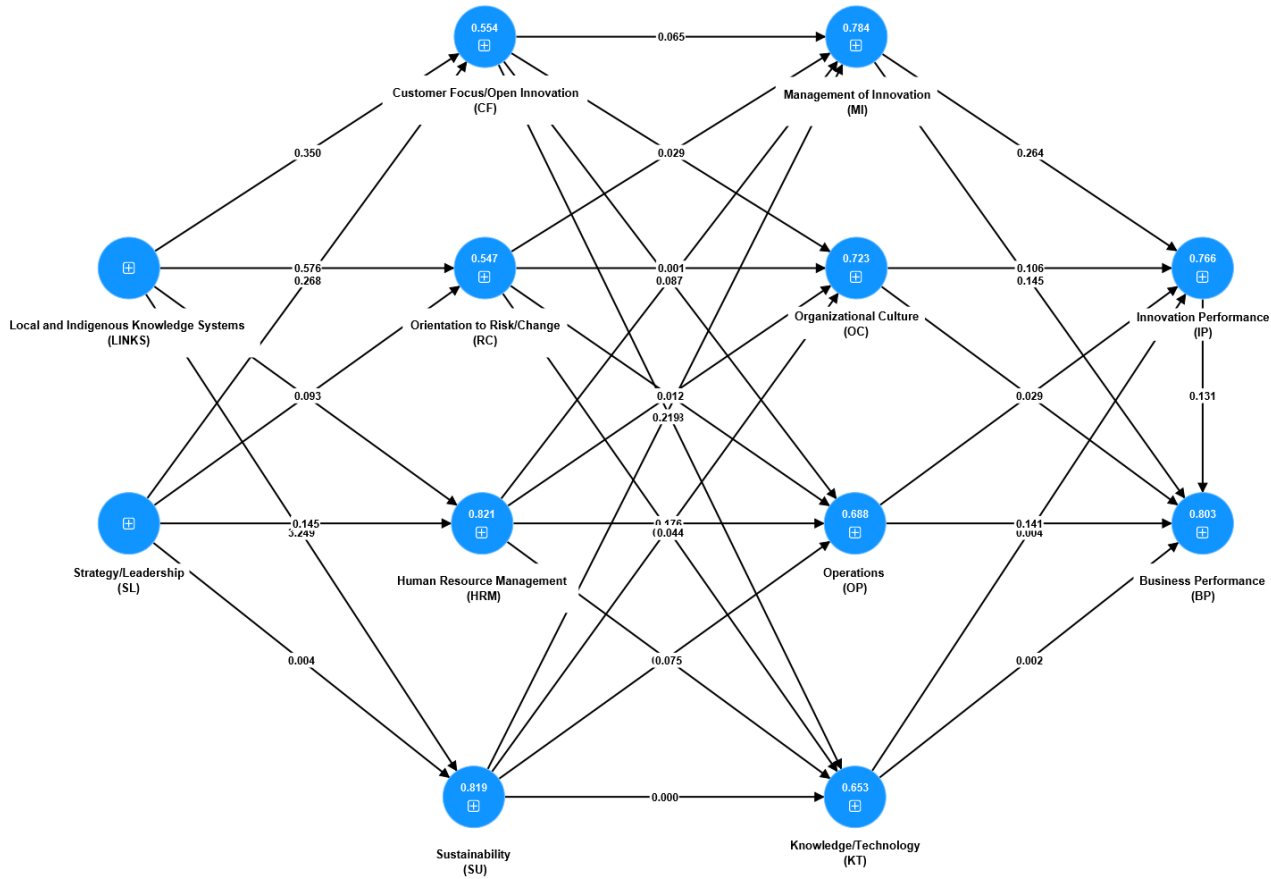 0.554
0.784
0.065
Customer Focus/Open Innovation
(CF)
Management of Innovation
(MI)
0.350
0.029
0.264
0.547
0.723
0.766
0.576
0.268
0.001
0.087
0.106
0.145
Local and Indigenous Knowledge Systems
(LINKS)
Orientation to Risk/Change
(RC)
Organizational Culture
(OC)
Innovation Performance
(IP)
0.093
0.012
0.029
0.131
0.821
0.688
0.803
0.145
0.176
0.044
0.141
0.004
Strategy/Leadership
(SL)
Human Resource Management
(HRM)
Operations
(OP)
Business Performance
(BP)
0.004
0.075
0.002
0.819
0.653
0.000
Sustainability
(SU)
Knowledge/Technology
(KT)